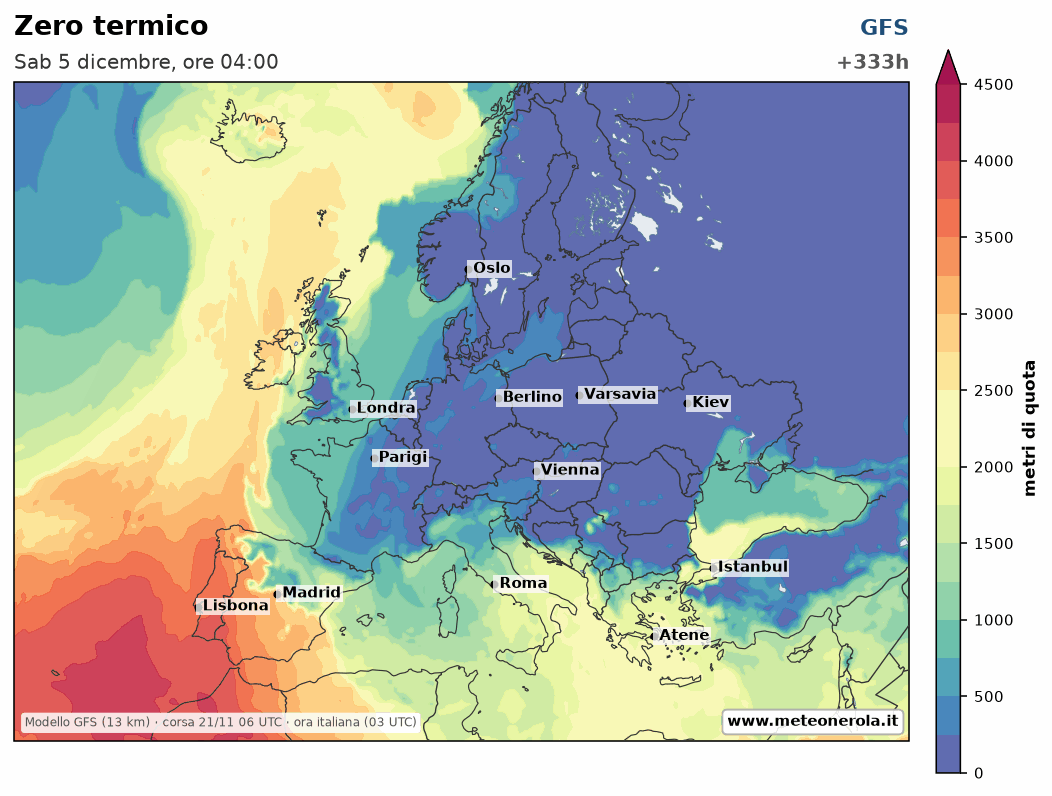 Zero termico
GFS
Sab 5 dicembre, ore 04:00
+333h
4500
4000
3500
3000
2500
2000
1500
1000
500
0
metri di quota
Oslo
Londra
Berlino
Varsavia
Kiev
Parigi
Vienna
Istanbul
Roma
Madrid
Lisbona
Atene
Modello GFS (13 km) · corsa 21/11 06 UTC · ora italiana (03 UTC)
www.meteonerola.it